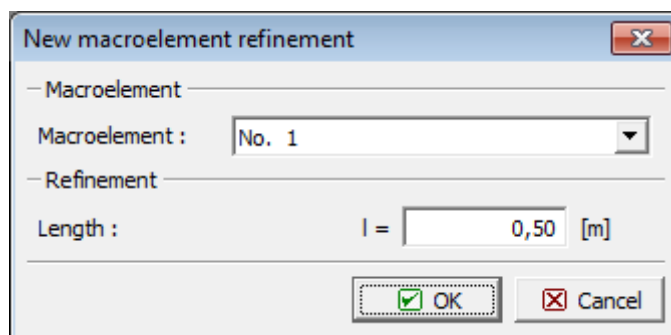 New macroelement refinement
Macroelement
Macroelement : No. 1
Refinement
Length : l = 0,50 [m]
OK Cancel